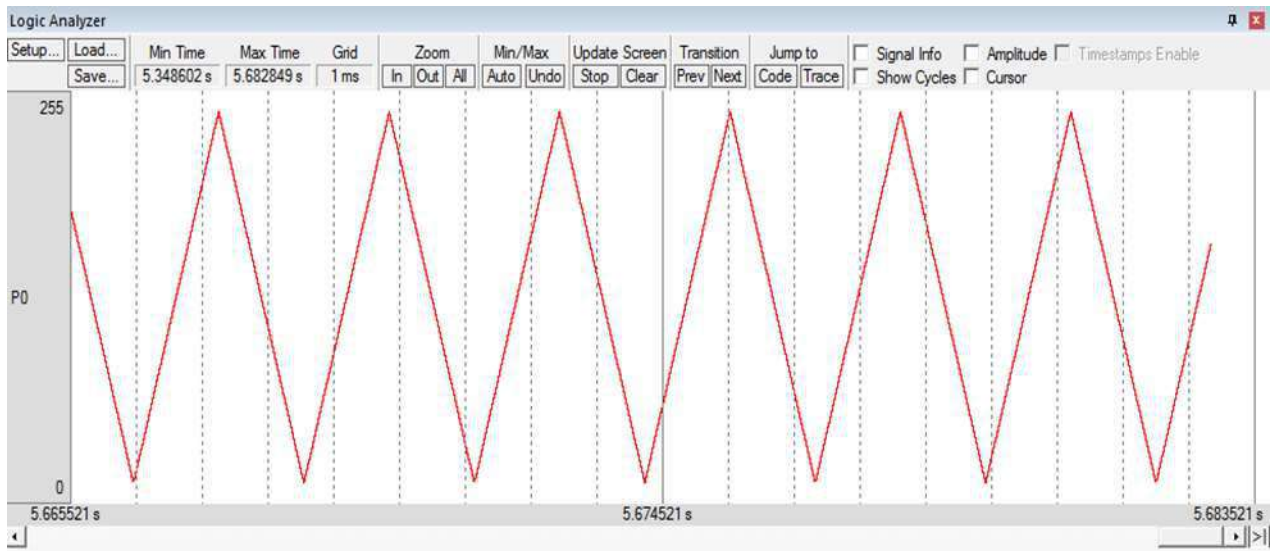 Logic Analyzer
Setup... Load... Min Time Max Time Grid Zoom Min/Max Update Screen Transition Jump to Signal Info Amplitude Timestamps Enable
Save... 5.348602 s 5.682849 s 1 ms In Out All Auto Undo Stop Clear Prev Next Code Trace Show Cycles Cursor
255
P0
0
5.665521 s 5.674521 s 5.683521 s